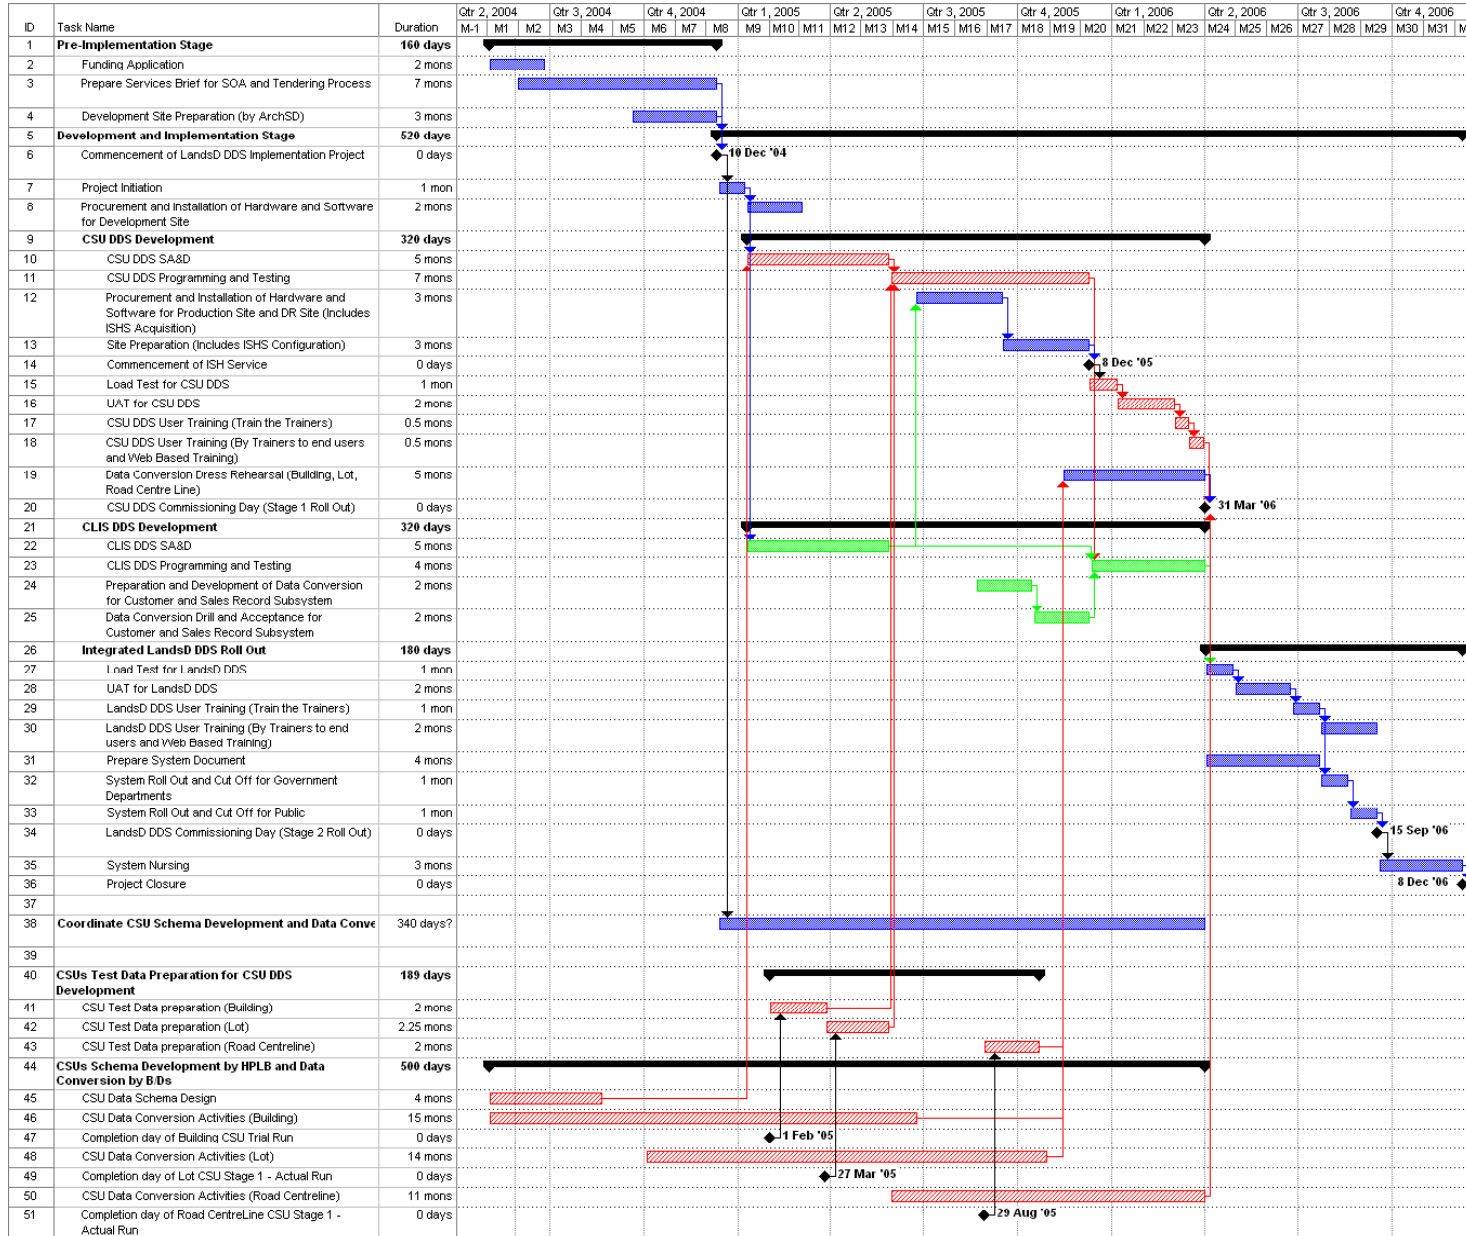 Qtr 2, 2004 Qtr 3, 2004 Qtr 4, 2004 Qtr 1, 2005 Qtr 2, 2005 Qtr 3, 2005 Qtr 4, 2005 Qtr 1, 2006 Qtr 2, 2006 Qtr 3, 2006 Qtr 4, 2006
ID Task Name Duration M-1 M1 M2 M3 M4 M5 M6 M7 M8 M9 M10 M11 M12 M13 M14 M15 M16 M17 M18 M19 M20 M21 M22 M23 M24 M25 M26 M27 M28 M29 M30 M31 M
1 Pre-Implementation Stage 160 days
2 Funding Application 2 mons
3 Prepare Services Brief for SOA and Tendering Process 7 mons
4 Development Site Preparation (by ArchSD) 3 mons
5 Development and Implementation Stage 520 days
6 Commencement of LandsD DDS Implementation Project 0 days 10 Dec '04
7 Project Initiation 1 mon
8 Procurement and Installation of Hardware and Software 2 mons
for Development Site
9 CSU DDS Development 320 days
10 CSU DDS SA&D 5 mons
11 CSU DDS Programming and Testing 7 mons
12 Procurement and Installation of Hardware and 3 mons
Software for Production Site and DR Site (Includes
ISHS Acquisition)
13 Site Preparation (Includes ISHS Configuration) 3 mons
14 Commencement of ISH Service 0 days 8 Dec '05
15 Load Test for CSU DDS 1 mon
16 UAT for CSU DDS 2 mons
17 CSU DDS User Training (Train the Trainers) 0.5 mons
18 CSU DDS User Training (By Trainers to end users 0.5 mons
and Web Based Training)
19 Data Conversion Dress Rehearsal (Building, Lot, 5 mons
Road Centre Line)
20 CSU DDS Commissioning Day (Stage 1 Roll Out) 0 days 31 Mar '06
21 CLIS DDS Development 320 days
22 CLIS DDS SA&D 5 mons
23 CLIS DDS Programming and Testing 4 mons
24 Preparation and Development of Data Conversion 2 mons
for Customer and Sales Record Subsystem
25 Data Conversion Drill and Acceptance for 2 mons
Customer and Sales Record Subsystem
26 Integrated LandsD DDS Roll Out 180 days
27 Load Test for LandsD DDS 1 mon
28 UAT for LandsD DDS 2 mons
29 LandsD DDS User Training (Train the Trainers) 1 mon
30 LandsD DDS User Training (By Trainers to end 2 mons
users and Web Based Training)
31 Prepare System Document 4 mons
32 System Roll Out and Cut Off for Government 1 mon
Departments
33 System Roll Out and Cut Off for Public 1 mon
34 LandsD DDS Commissioning Day (Stage 2 Roll Out) 0 days 15 Sep '06
35 System Nursing 3 mons
36 Project Closure 0 days 8 Dec '06
37
38 Coordinate CSU Schema Development and Data Conve 340 days?
39
40 CSUs Test Data Preparation for CSU DDS 189 days
Development
41 CSU Test Data preparation (Building) 2 mons
42 CSU Test Data preparation (Lot) 2.25 mons
43 CSU Test Data preparation (Road Centreline) 2 mons
44 CSUs Schema Development by HPLB and Data 500 days
Conversion by B/Ds
45 CSU Data Schema Design 4 mons
46 CSU Data Conversion Activities (Building) 15 mons
47 Completion day of Building CSU Trial Run 0 days 1 Feb '05
48 CSU Data Conversion Activities (Lot) 14 mons
49 Completion day of Lot CSU Stage 1 - Actual Run 0 days 27 Mar '05
50 CSU Data Conversion Activities (Road Centreline) 11 mons
51 Completion day of Road CentreLine CSU Stage 1 - 0 days 29 Aug '05
Actual Run